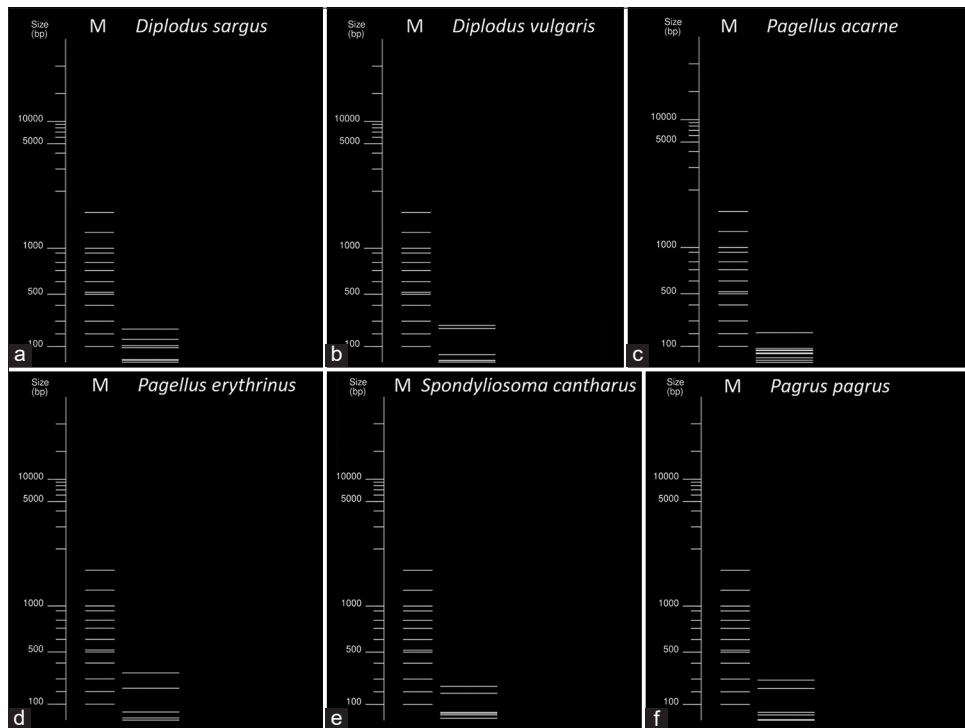 Size
(bp)
M
Diplodus sargus
10000
5000
1000
500
100
a
Size
(bp)
M
Diplodus vulgaris
10000
5000
1000
500
100
b
Size
(bp)
M
Pagellus acarne
10000
5000
1000
500
100
c
Size
(bp)
M
Pagellus erythrinus
10000
5000
1000
500
100
d
Size
(bp)
M
Spondyliosoma cantharus
10000
5000
1000
500
100
e
Size
(bp)
M
Pagrus pagrus
10000
5000
1000
500
100
f